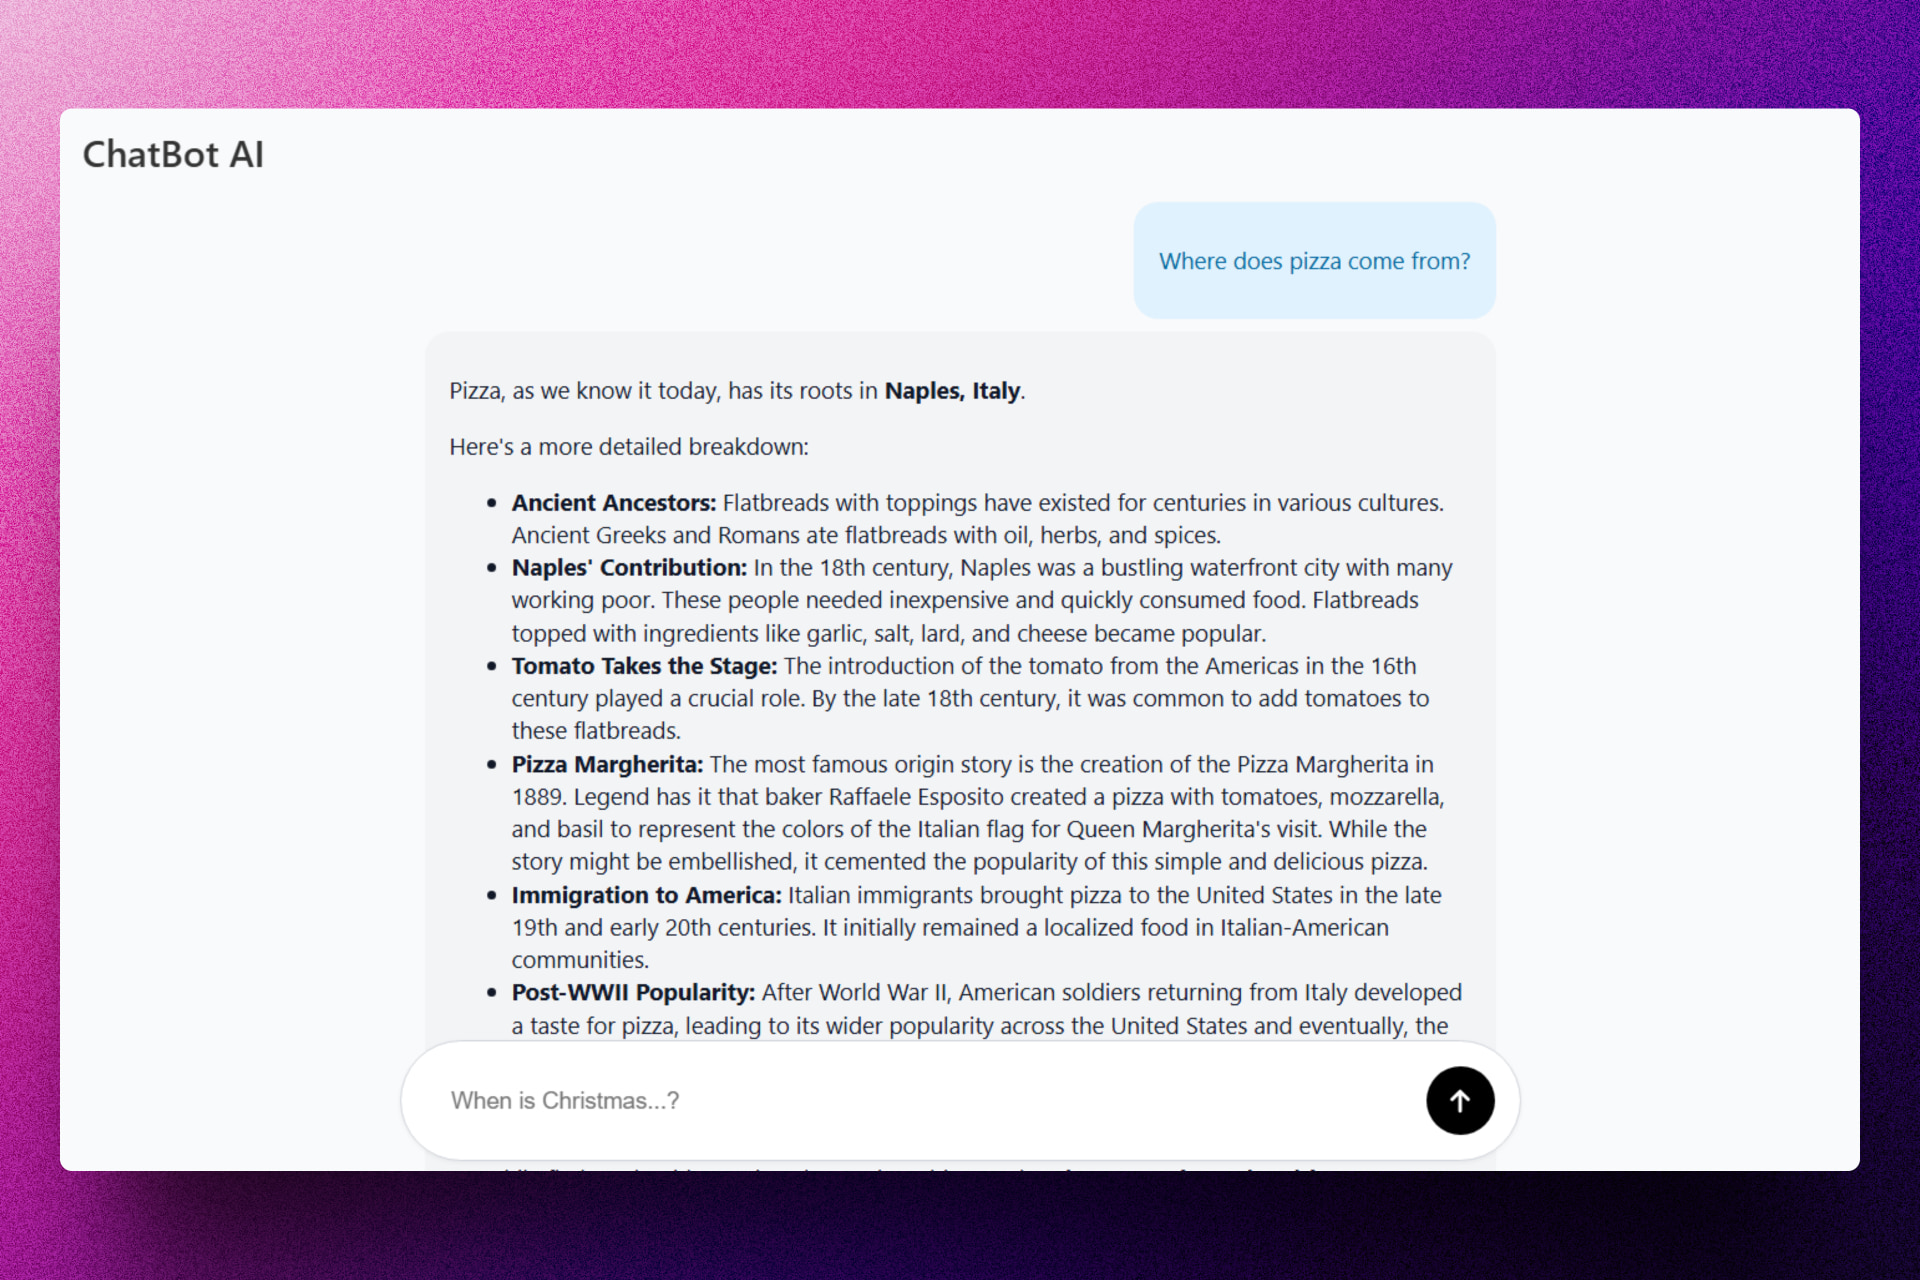 ChatBot AI
Where does pizza come from?
Pizza, as we know it today, has its roots in Naples, Italy.
Here's a more detailed breakdown:
• Ancient Ancestors: Flatbreads with toppings have existed for centuries in various cultures.
Ancient Greeks and Romans ate flatbreads with oil, herbs, and spices.
• Naples' Contribution: In the 18th century, Naples was a bustling waterfront city with many
working poor. These people needed inexpensive and quickly consumed food. Flatbreads
topped with ingredients like garlic, salt, lard, and cheese became popular.
• Tomato Takes the Stage: The introduction of the tomato from the Americas in the 16th
century played a crucial role. By the late 18th century, it was common to add tomatoes to
these flatbreads.
• Pizza Margherita: The most famous origin story is the creation of the Pizza Margherita in
1889. Legend has it that baker Raffaele Esposito created a pizza with tomatoes, mozzarella,
and basil to represent the colors of the Italian flag for Queen Margherita's visit. While the
story might be embellished, it cemented the popularity of this simple and delicious pizza.
• Immigration to America: Italian immigrants brought pizza to the United States in the late
19th and early 20th centuries. It initially remained a localized food in Italian-American
communities.
• Post-WWII Popularity: After World War II, American soldiers returning from Italy developed
a taste for pizza, leading to its wider popularity across the United States and eventually, the
When is Christmas...?